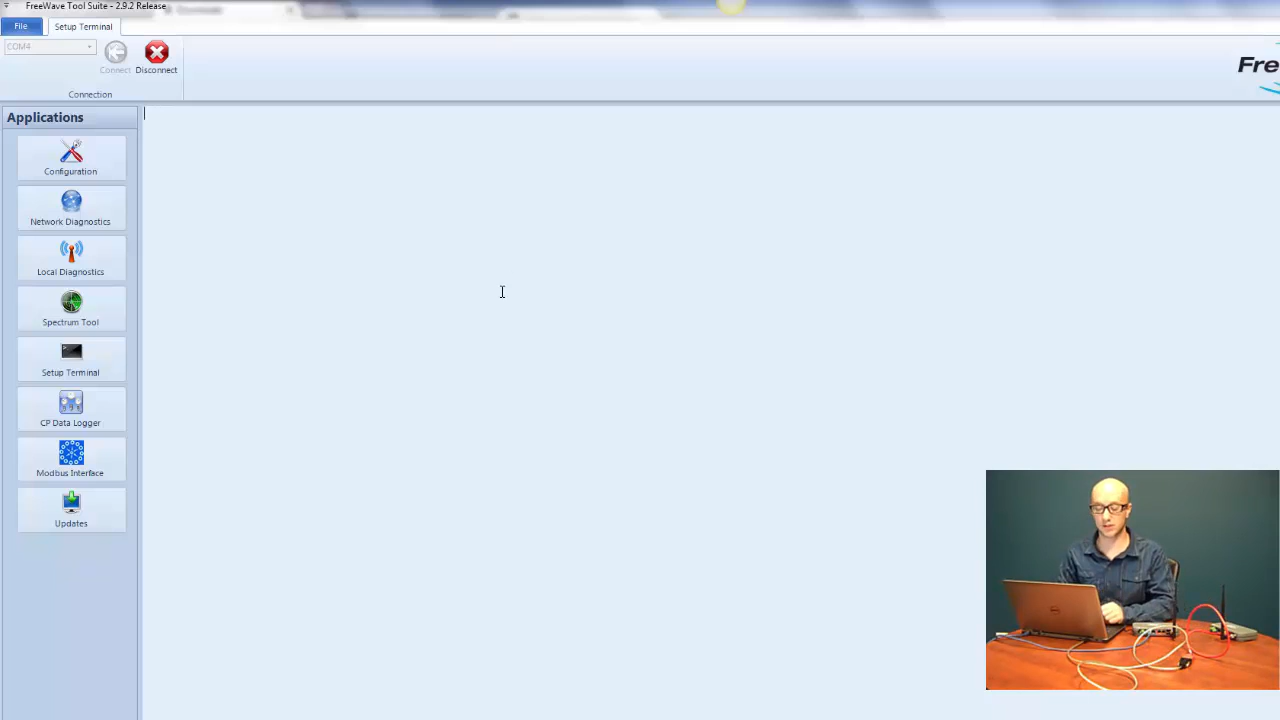 FreeWave Tool Suite - 2.9.2 Release
File
Setup Terminal
COM4
Connect
Disconnect
Connection
Fre
Applications
Configuration
Network Diagnostics
Local Diagnostics
Spectrum Tool
Setup Terminal
CP Data Logger
Modbus Interface
Updates